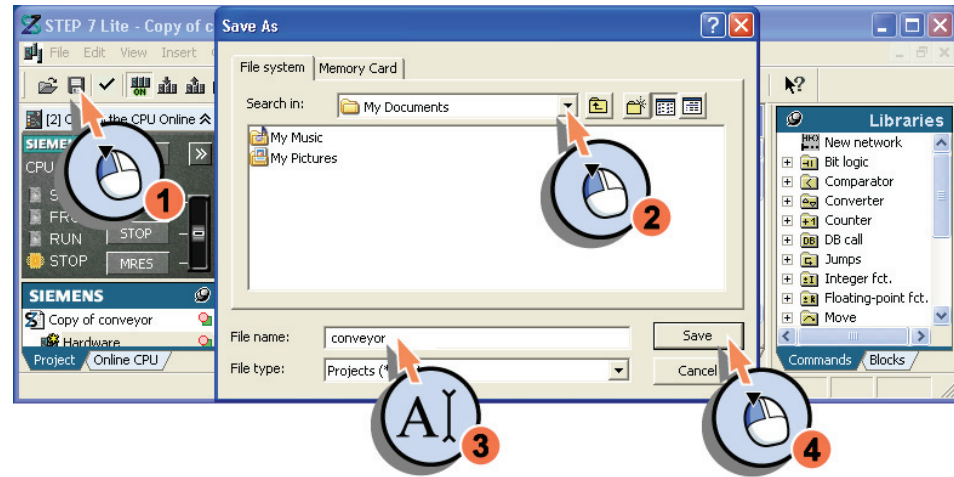 STEP 7 Lite - Copy of c
File Edit View Insert
ON
[2] the CPU Online
SIEMENS
CPU
RUN STOP
STOP MRES
1
SIEMENS
Copy of conveyor
Hardware
Project Online CPU
Save As
File system Memory Card
Search in: My Documents
My Music
My Pictures
2
File name: conveyor Save
File type: Projects (* Cancel
A 3
4
Libraries
New network
Bit logic
Comparator
Converter
Counter
DB DB call
Jumps
Integer fct.
Floating-point fct.
Move
Commands Blocks